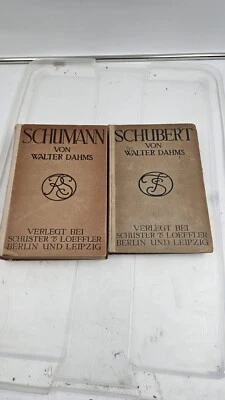 SCHUMANN
VON
WALTER DAHMS
VERLEGT BEI
SCHUSTER & LOEFFLER
BERLIN UND LEIPZIG
SCHUBERT
VON
WALTER DAHMS
VERLEGT BEI
SCHUSTER & LOEFFLER
BERLIN UND LEIPZIG